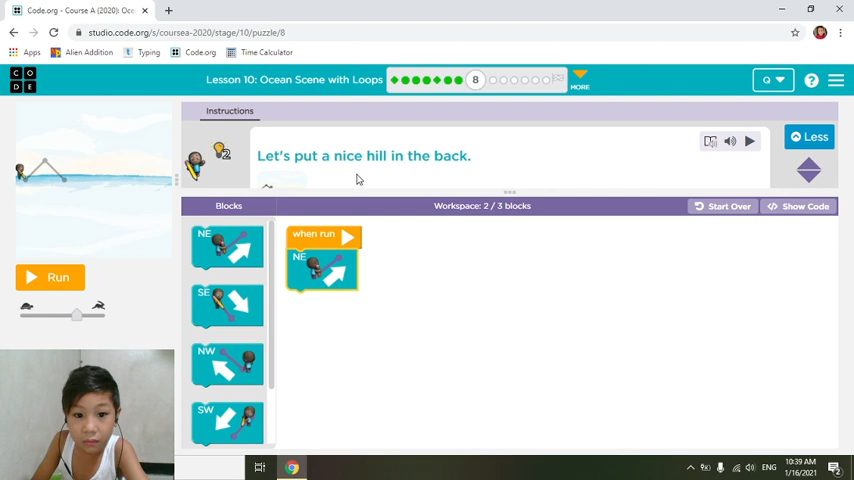 Code.org - Course A (2020): Oce
studio.code.org/s/coursea-2020/stage/10/puzzle/8
Apps
Alien Addition
Typing
Code.org
Time Calculator
C O
D E
Lesson 10: Ocean Scene with Loops
8
MORE
Q
?
Instructions
2
Let's put a nice hill in the back.
Less
Blocks
Workspace: 2 / 3 blocks
Start Over
</> Show Code
NE
when run
NE
Run
SE
NW
SW
ENG
10:39 AM
1/16/2021
2